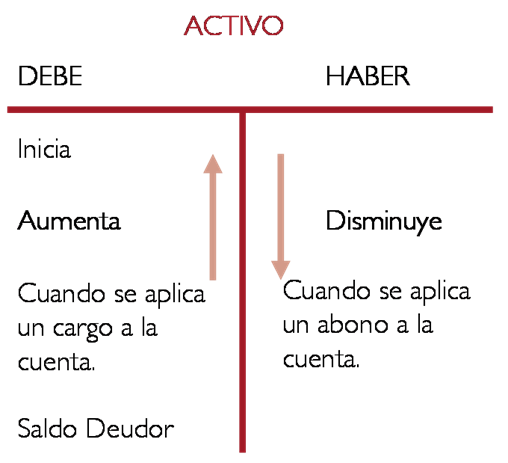 ACTIVO
DEBE HABER
Inicia
Aumenta Disminuye
Cuando se aplica
un cargo a la
cuenta.
Cuando se aplica
un abono a la
cuenta.
Saldo Deudor